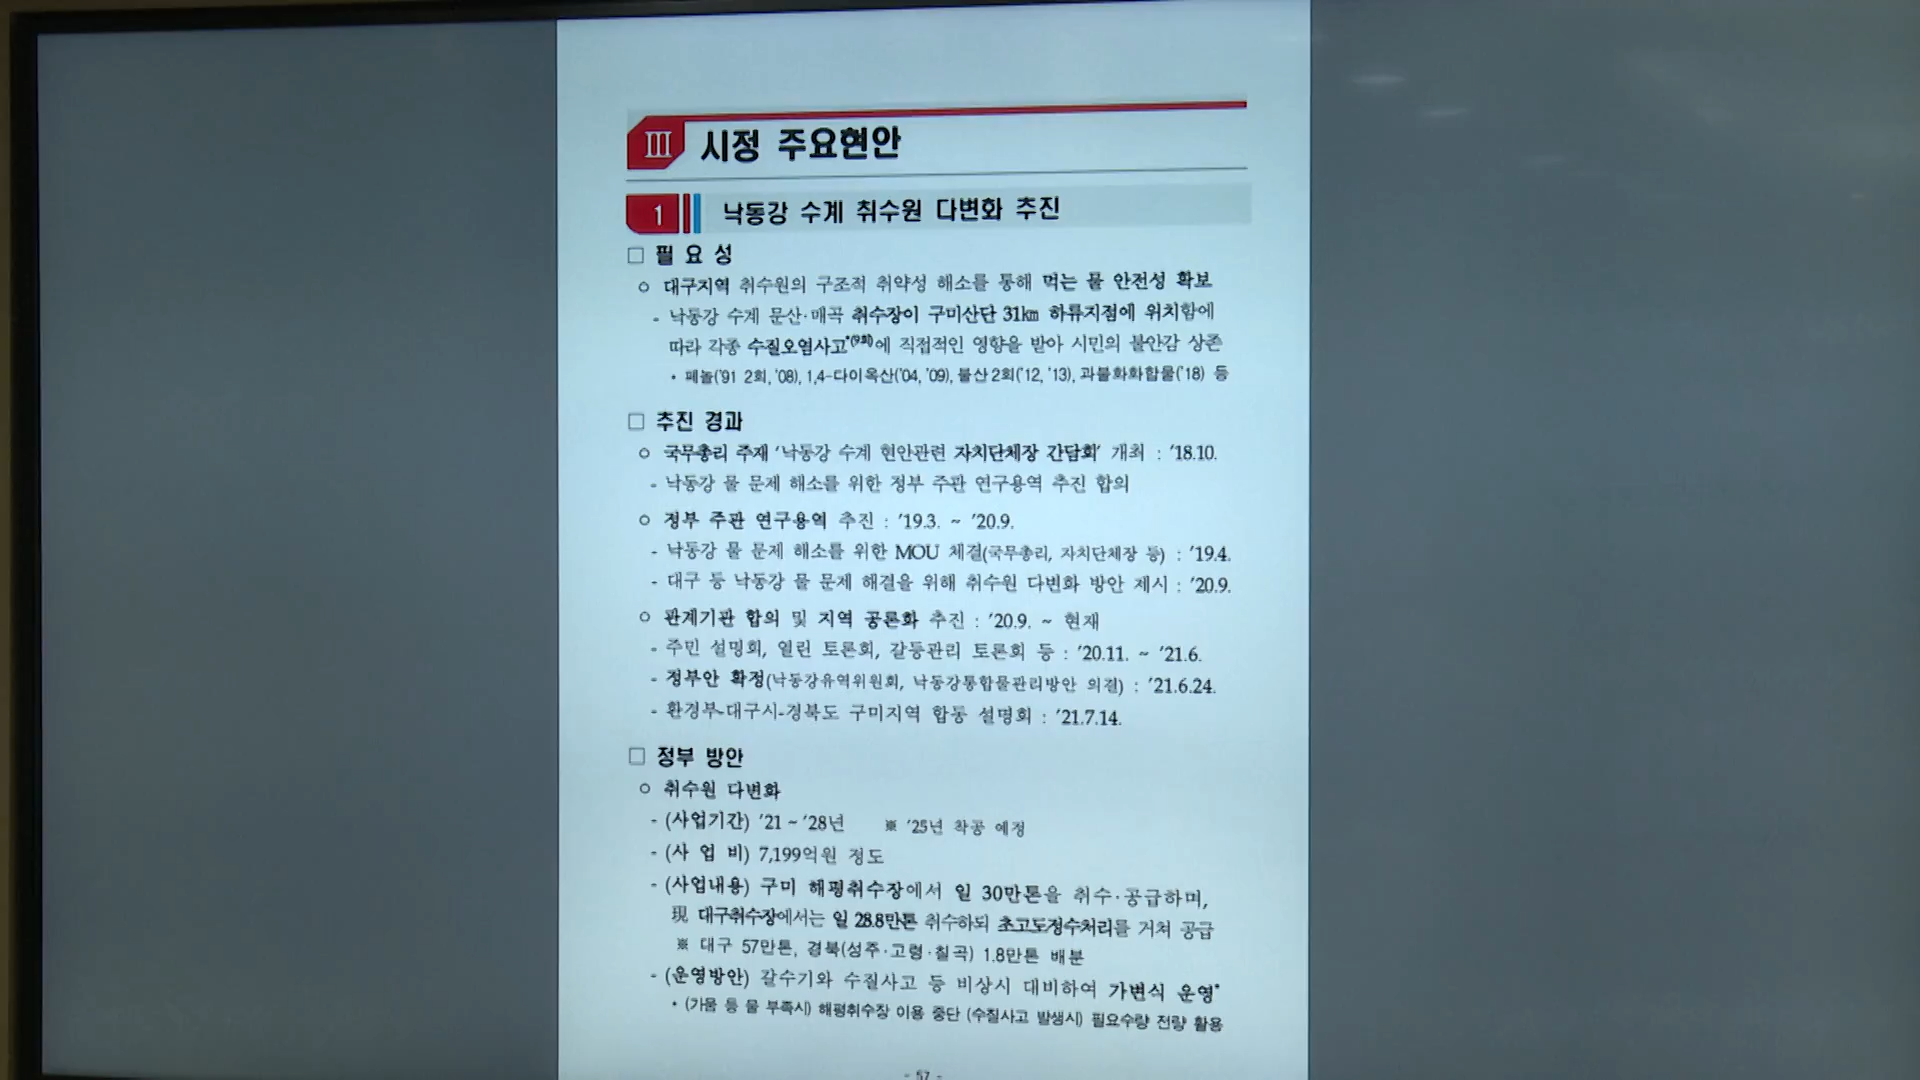 Ⅲ 시정 주요현안
1 낙동강 수계 취수원 다변화 추진
□ 필 요 성
○ 대구지역 취수원의 구조적 취약성 해소를 통해 먹는 물 안전성 확보
- 낙동강 수계 문산·매곡 취수장이 구미산단 31㎞ 하류지점에 위치함에
따라 각종 수질오염사고*(9회)에 직접적인 영향을 받아 시민의 불안감 상존
* 페놀('91 2회, '08), 1,4-다이옥산('04, '09), 불산 2회('12, '13), 과불화화합물('18) 등
□ 추진 경과
○ 국무총리 주재 '낙동강 수계 현안관련 자치단체장 간담회' 개최 : '18.10.
- 낙동강 물 문제 해소를 위한 정부 주관 연구용역 추진 합의
○ 정부 주관 연구용역 추진 : '19.3. ~ '20.9.
- 낙동강 물 문제 해소를 위한 MOU 체결(국무총리, 자치단체장 등) : '19.4.
- 대구 등 낙동강 물 문제 해결을 위해 취수원 다변화 방안 제시 : '20.9.
○ 관계기관 합의 및 지역 공론화 추진 : '20.9. ~ 현재
- 주민 설명회, 열린 토론회, 갈등관리 토론회 등 : '20.11. ~ '21.6.
- 정부안 확정(낙동강유역위원회, 낙동강통합물관리방안 의결) : '21.6.24.
- 환경부-대구시-경북도 구미지역 합동 설명회 : '21.7.14.
□ 정부 방안
○ 취수원 다변화
- (사업기간) '21 ~ '28년 ※ '25년 착공 예정
- (사 업 비) 7,199억원 정도
- (사업내용) 구미 해평취수장에서 일 30만톤을 취수·공급하며,
現 대구취수장에서는 일 28.8만톤 취수하되 초고도정수처리를 거쳐 공급
※ 대구 57만톤, 경북(성주·고령·칠곡) 1.8만톤 배분
- (운영방안) 갈수기와 수질사고 등 비상시 대비하여 가변식 운영*
* (가뭄 등 물 부족시) 해평취수장 이용 중단 (수질사고 발생시) 필요수량 전량 활용
- 57 -